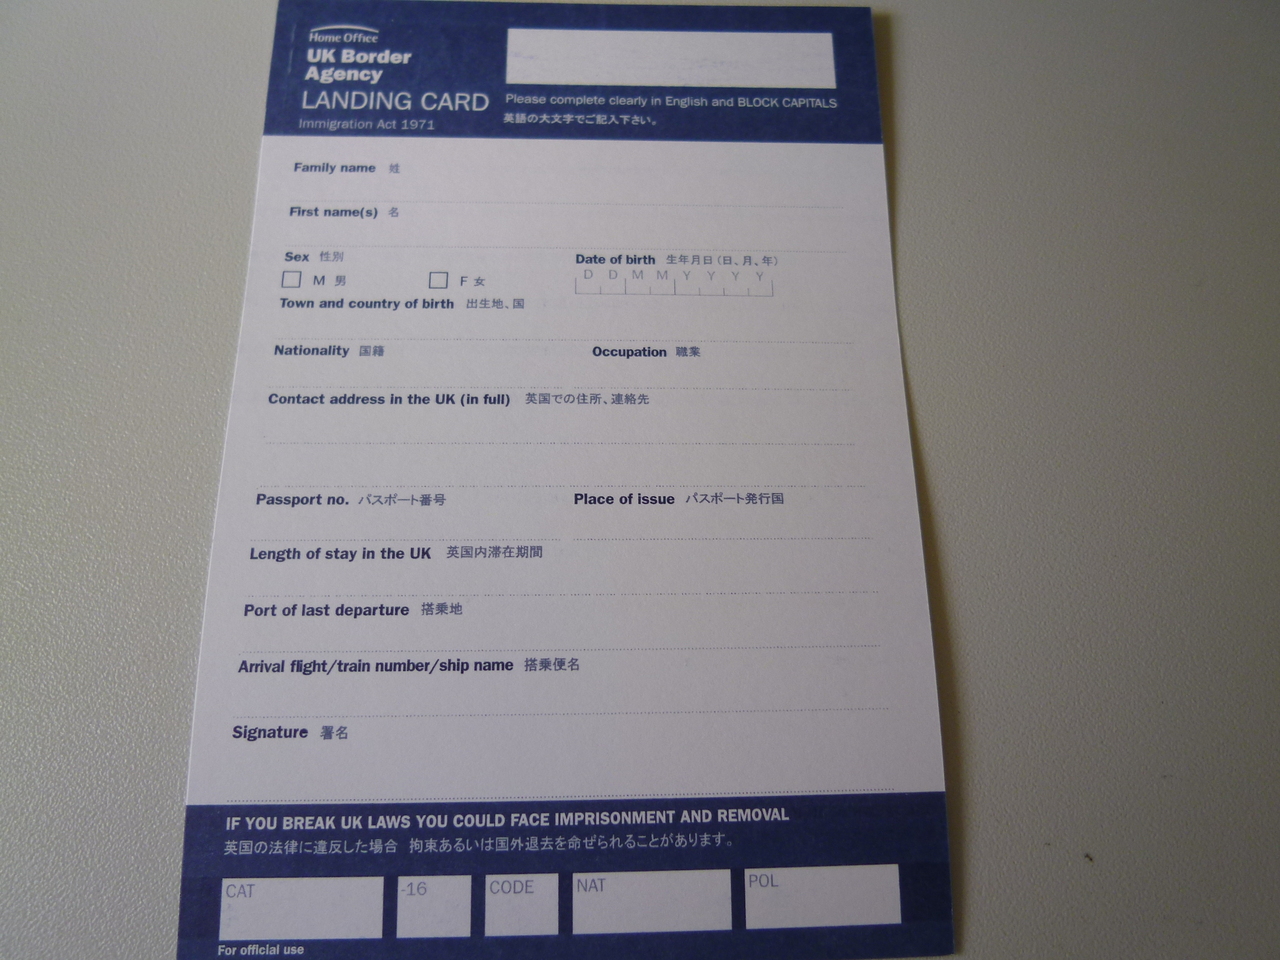 Home Office
UK Border
Agency
LANDING CARD
Immigration Act 1971
Please complete clearly in English and BLOCK CAPITALS
英語の大文字でご記入下さい。
Family name 姓
First name(s) 名
Sex 性別
M 男 F 女
Date of birth 生年月日 (日、月、年)
D D M M Y Y Y Y
Town and country of birth 出生地、国
Nationality 国籍 Occupation 職業
Contact address in the UK (in full) 英国での住所、連絡先
Passport no. パスポート番号 Place of issue パスポート発行国
Length of stay in the UK 英国内滞在期間
Port of last departure 搭乗地
Arrival flight/train number/ship name 搭乗便名
Signature 署名
IF YOU BREAK UK LAWS YOU COULD FACE IMPRISONMENT AND REMOVAL
英国の法律に違反した場合 拘束あるいは国外退去を命ぜられることがあります。
CAT -16 CODE NAT POL
For official use